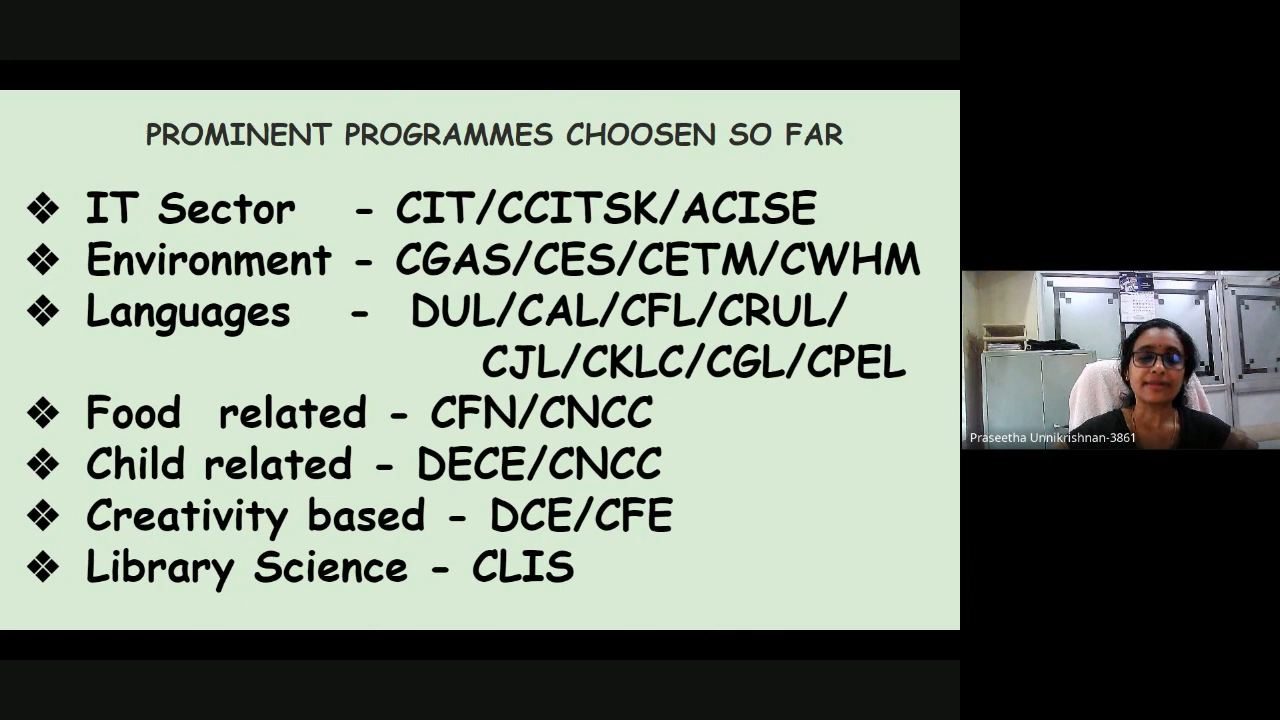 PROMINENT PROGRAMMES CHOOSEN SO FAR
❖ IT Sector - CIT/CCITSK/ACISE
❖ Environment - CGAS/CES/CETM/CWHM
❖ Languages - DUL/CAL/CFL/CRUL/
CJL/CKLC/CGL/CPEL
❖ Food related - CFN/CNCC
❖ Child related - DECE/CNCC
❖ Creativity based - DCE/CFE
❖ Library Science - CLIS
Praseetha Unnikrishnan-3861